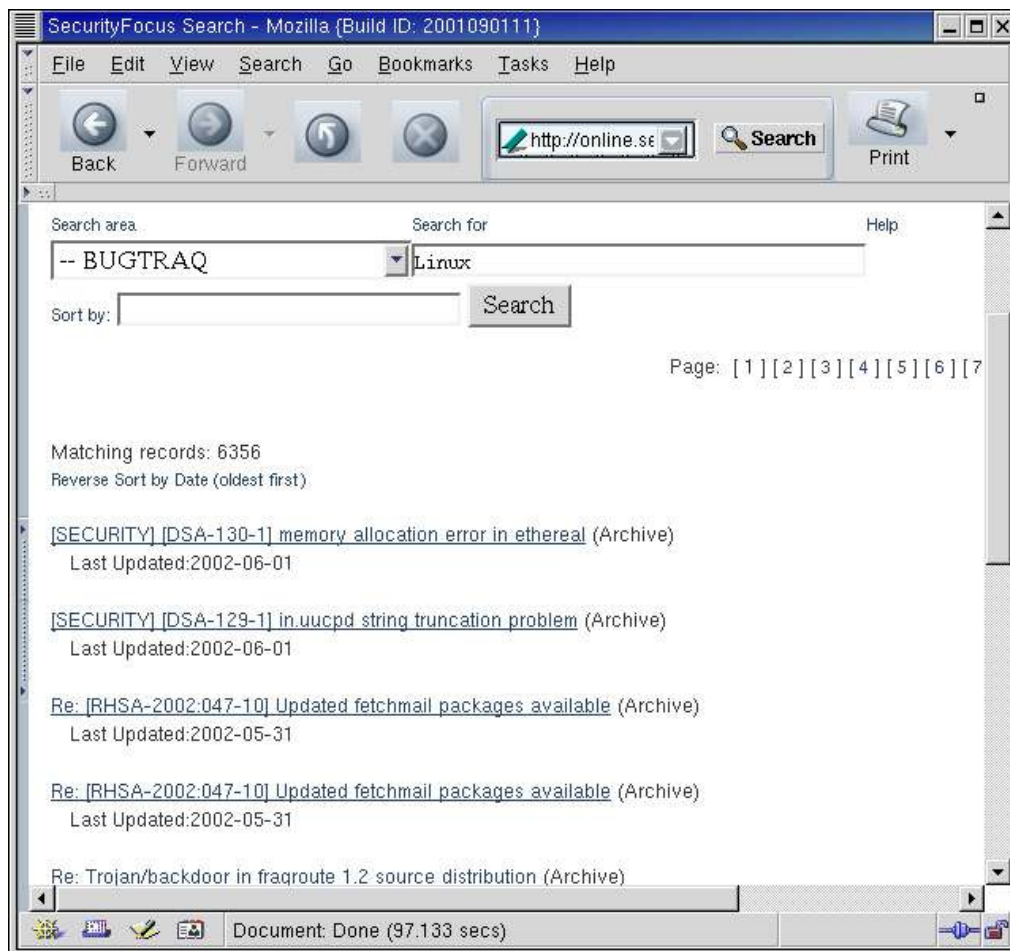 SecurityFocus Search - Mozilla {Build ID: 2001090111}
File Edit View Search Go Bookmarks Tasks Help
http://online.se Search
Back Forward Print
Search area Search for Help
-- BUGTRAQ Linux
Sort by: Search
Page: [ 1 ] [ 2 ] [ 3 ] [ 4 ] [ 5 ] [ 6 ] [ 7
Matching records: 6356
Reverse Sort by Date (oldest first)
[SECURITY] [DSA-130-1] memory allocation error in ethereal (Archive)
Last Updated:2002-06-01
[SECURITY] [DSA-129-1] in.uucpd string truncation problem (Archive)
Last Updated:2002-06-01
Re: [RHSA-2002:047-10] Updated fetchmail packages available (Archive)
Last Updated:2002-05-31
Re: [RHSA-2002:047-10] Updated fetchmail packages available (Archive)
Last Updated:2002-05-31
Re: Trojan/backdoor in fragroute 1.2 source distribution (Archive)
Document: Done (97.133 secs)